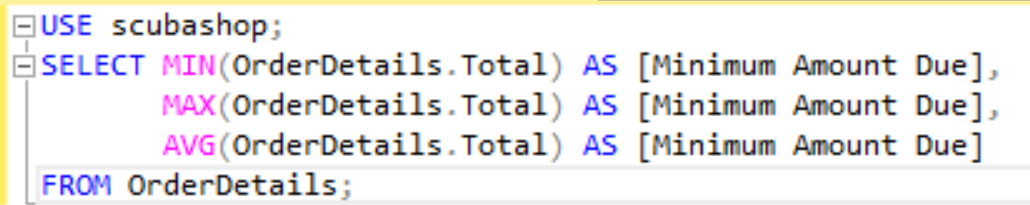 USE scubashop;
SELECT MIN(OrderDetails.Total) AS [Minimum Amount Due],
MAX(OrderDetails.Total) AS [Minimum Amount Due],
AVG(OrderDetails.Total) AS [Minimum Amount Due]
FROM OrderDetails;